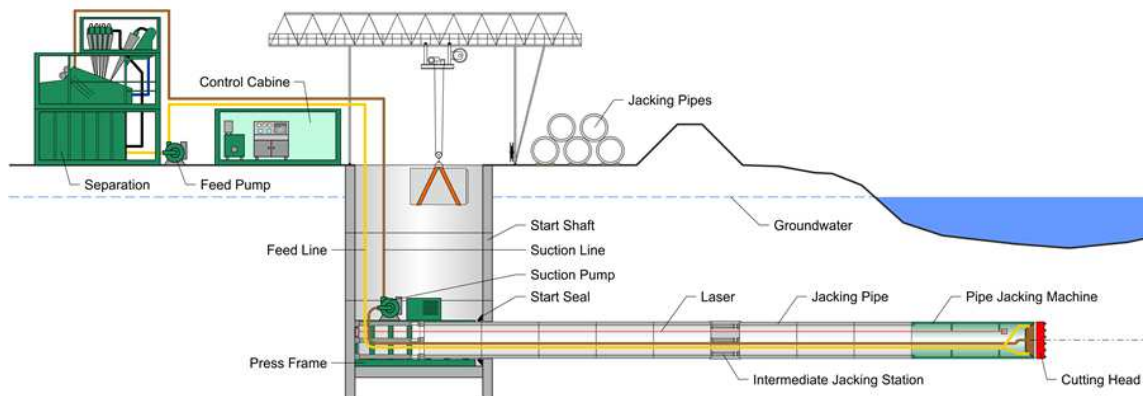 Control Cabine
Jacking Pipes
Separation
Feed Pump
Groundwater
Start Shaft
Feed Line
Suction Line
Suction Pump
Start Seal
Laser
Jacking Pipe
Pipe Jacking Machine
Press Frame
Intermediate Jacking Station
Cutting Head